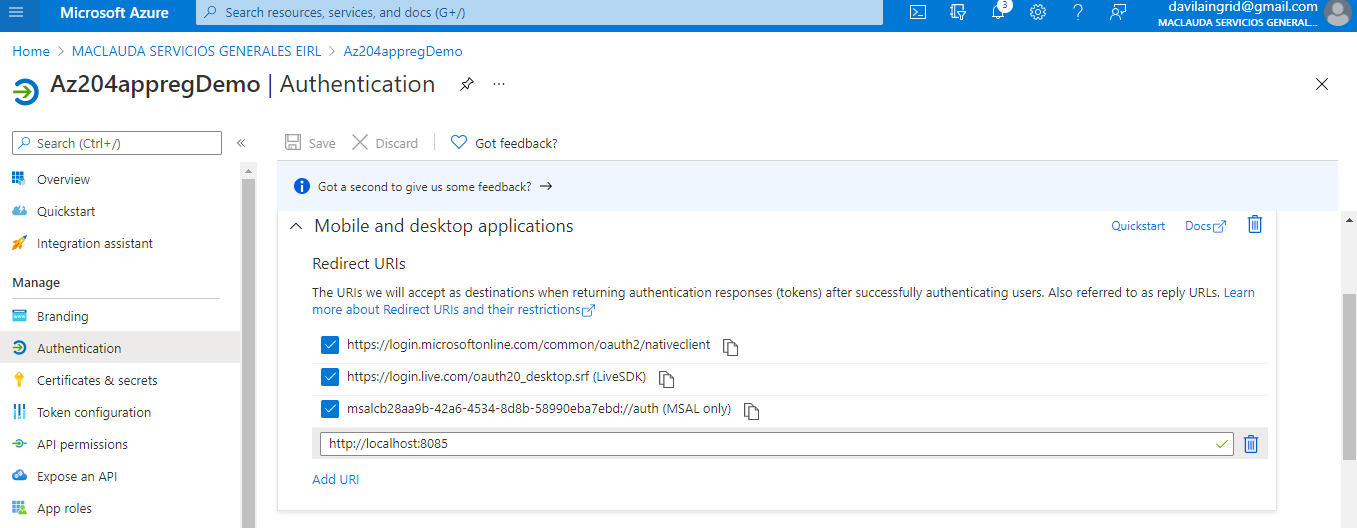 Microsoft Azure
Search resources, services, and docs (G+/)
3
davilaingrid@gmail.com
MACLAUDA SERVICIOS GENERAL...
Home > MACLAUDA SERVICIOS GENERALES EIRL > Az204appregDemo
Az204appregDemo | Authentication
Search (Ctrl+/)
Overview
Quickstart
Integration assistant
Manage
Branding
Authentication
Certificates & secrets
Token configuration
API permissions
Expose an API
App roles
Save
Discard
Got feedback?
Got a second to give us some feedback?
Mobile and desktop applications
Quickstart
Docs
Redirect URIs
The URIs we will accept as destinations when returning authentication responses (tokens) after successfully authenticating users. Also referred to as reply URLs. Learn
more about Redirect URIs and their restrictions
https://login.microsoftonline.com/common/oauth2/nativeclient
https://login.live.com/oauth20_desktop.srf (LiveSDK)
msalcb28aa9b-42a6-4534-8d8b-58990eba7ebd://auth (MSAL only)
http://localhost:8085
Add URI